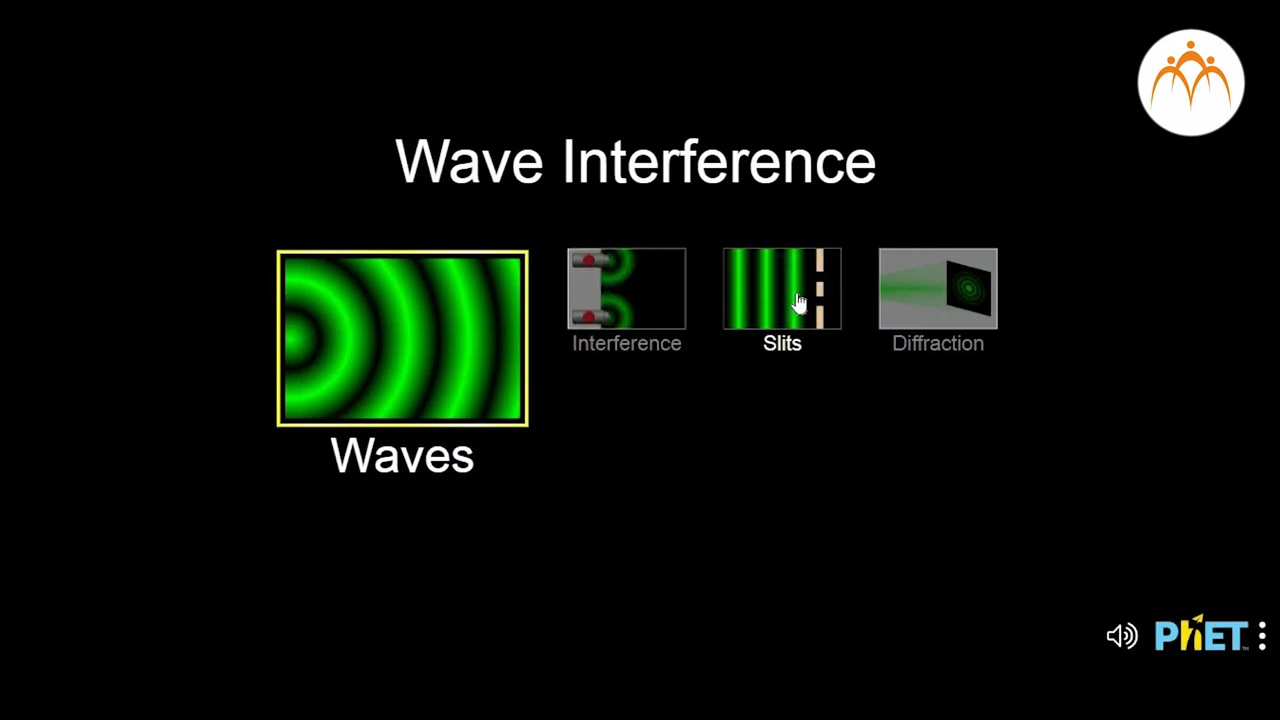 Wave Interference
Interference
Slits
Diffraction
Waves
PhET